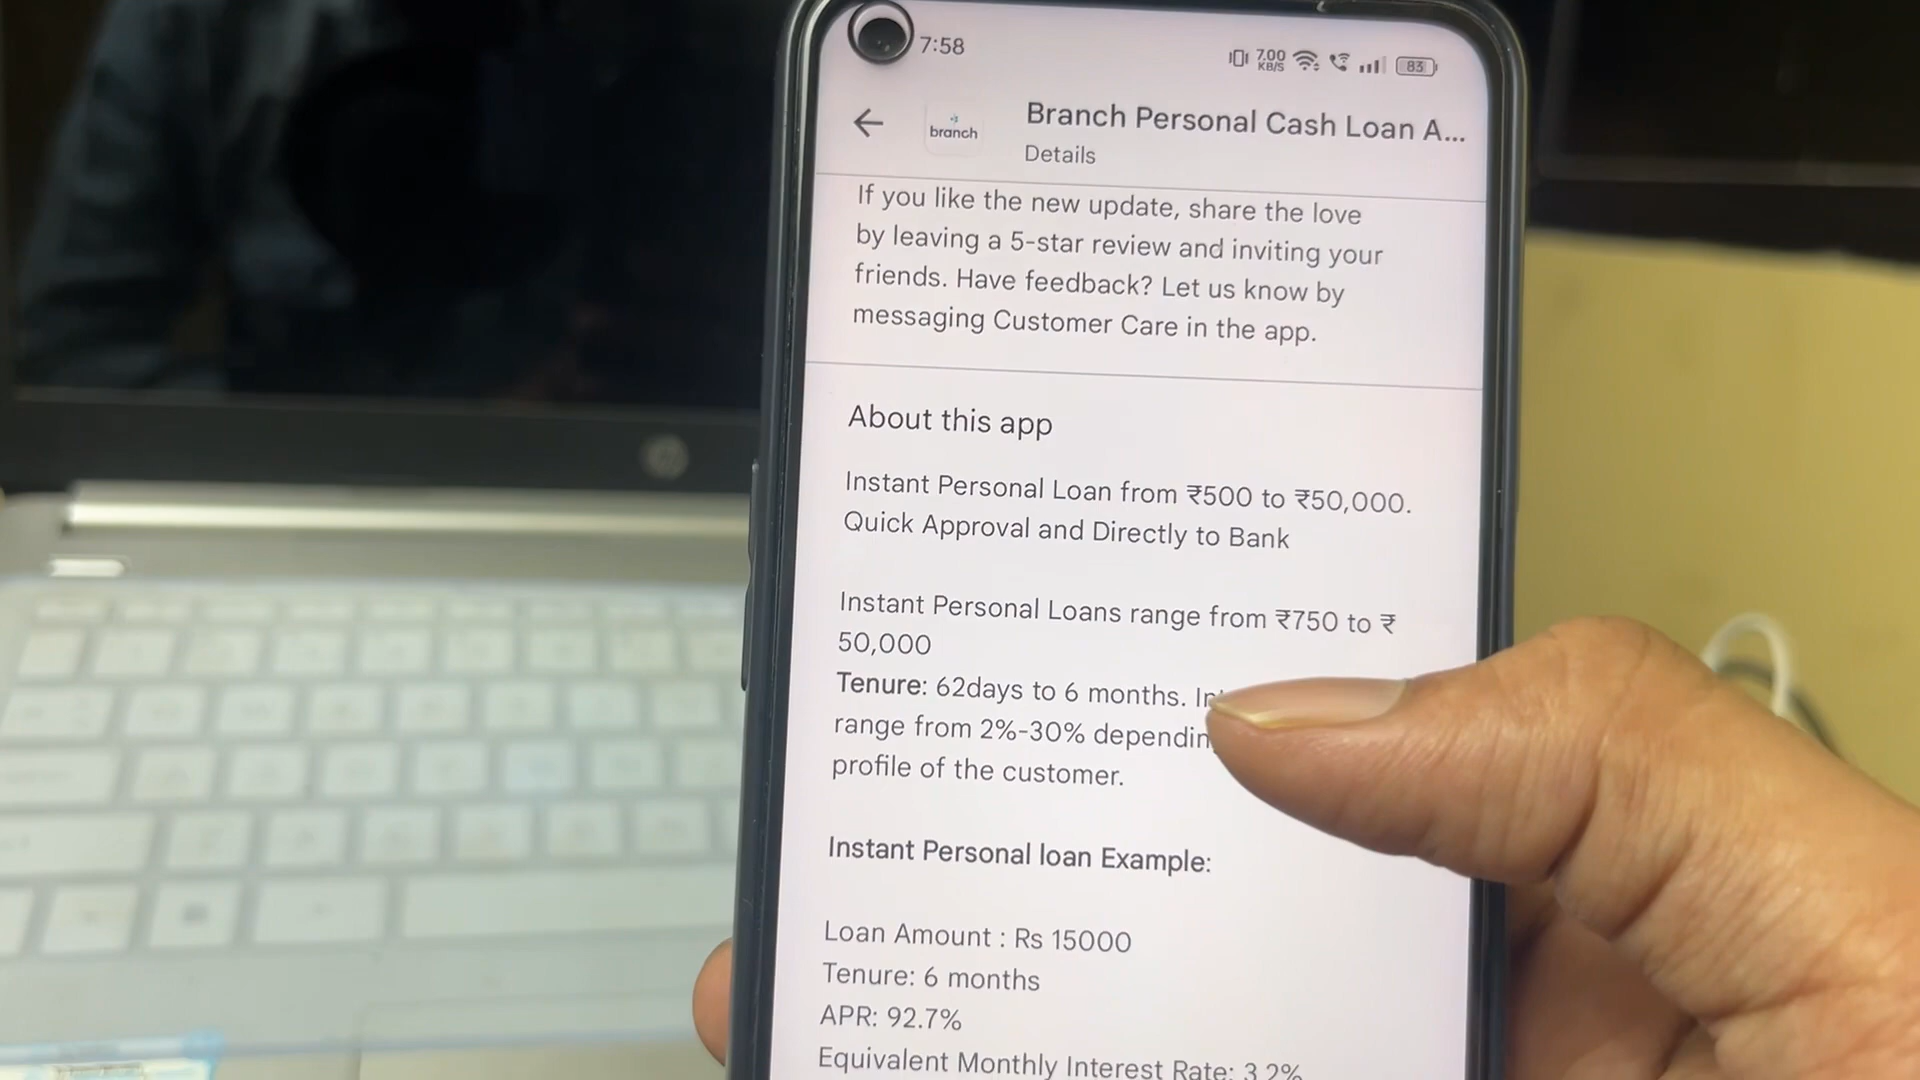 7:58
7.00
KB/S
83
branch
Branch Personal Cash Loan A...
Details
If you like the new update, share the love
by leaving a 5-star review and inviting your
friends. Have feedback? Let us know by
messaging Customer Care in the app.
About this app
Instant Personal Loan from ₹500 to ₹50,000.
Quick Approval and Directly to Bank
Instant Personal Loans range from ₹750 to ₹
50,000
Tenure: 62days to 6 months.
range from 2%-30%
profile of the customer.
Instant Personal loan Example:
Loan Amount : Rs 15000
Tenure: 6 months
APR: 92.7%
Equivalent Monthly Interest Rate: 3.2%